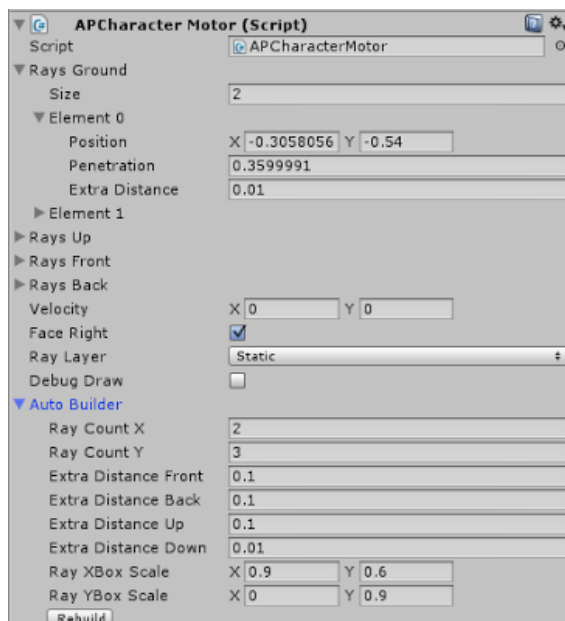 APCharacter Motor (Script)
Script APCharacterMotor
Rays Ground
Size 2
Element 0
Position X -0.3058056 Y -0.54
Penetration 0.3599991
Extra Distance 0.01
Element 1
Rays Up
Rays Front
Rays Back
Velocity X 0 Y 0
Face Right
Ray Layer Static
Debug Draw
Auto Builder
Ray Count X 2
Ray Count Y 3
Extra Distance Front 0.1
Extra Distance Back 0.1
Extra Distance Up 0.1
Extra Distance Down 0.01
Ray XBox Scale X 0.9 Y 0.6
Ray YBox Scale X 0 Y 0.9
Rebuild